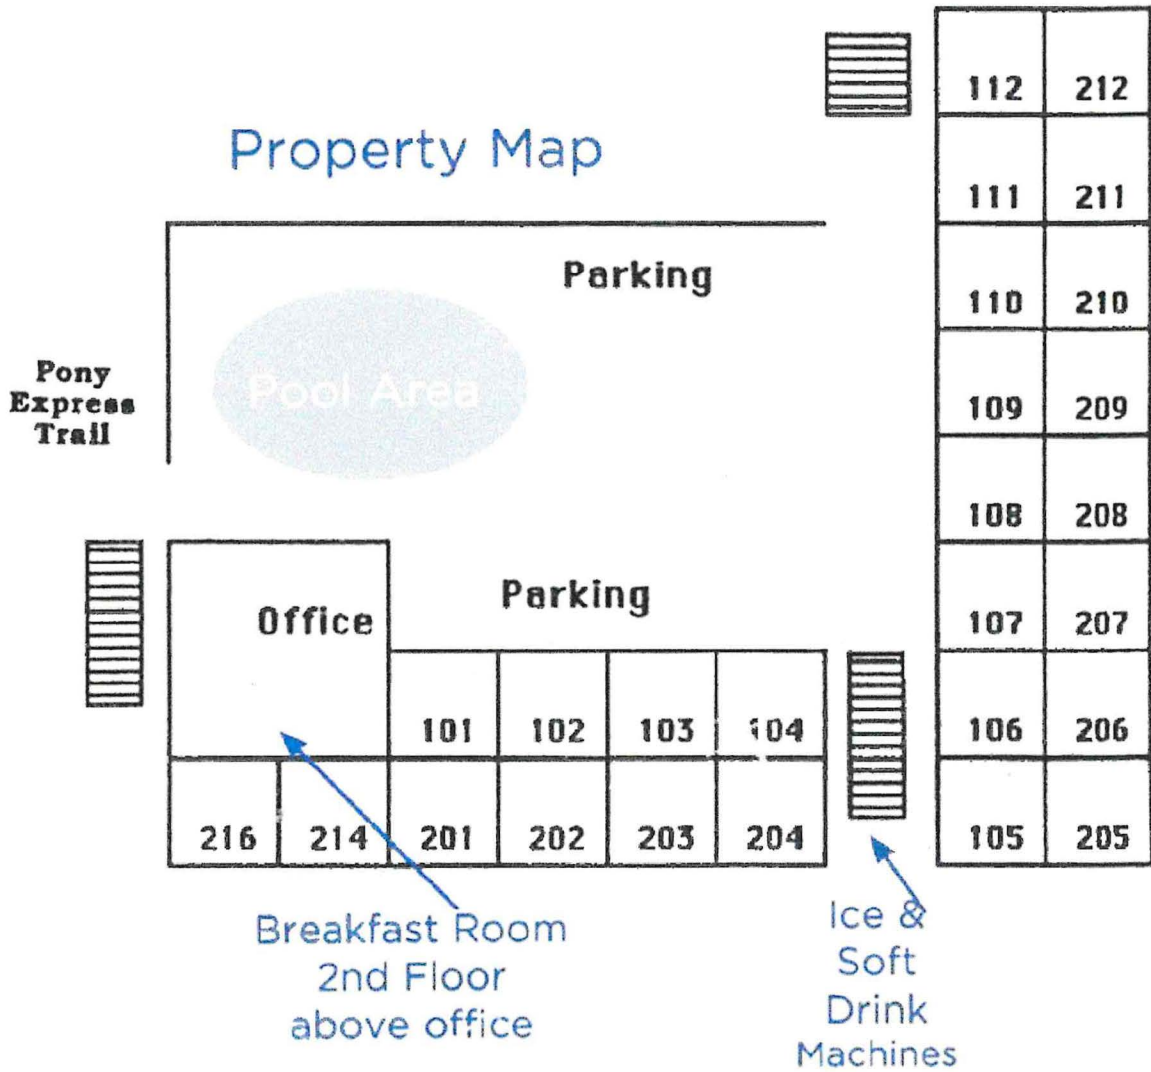 Property Map
112 212
111 211
Parking
110 210
Pool Area
Pony
Express
Trail
109 209
108 208
Office
Parking
107 207
101 102 103 104
106 206
216 214 201 202 203 204
105 205
Breakfast Room
2nd Floor
above office
Ice &
Soft
Drink
Machines